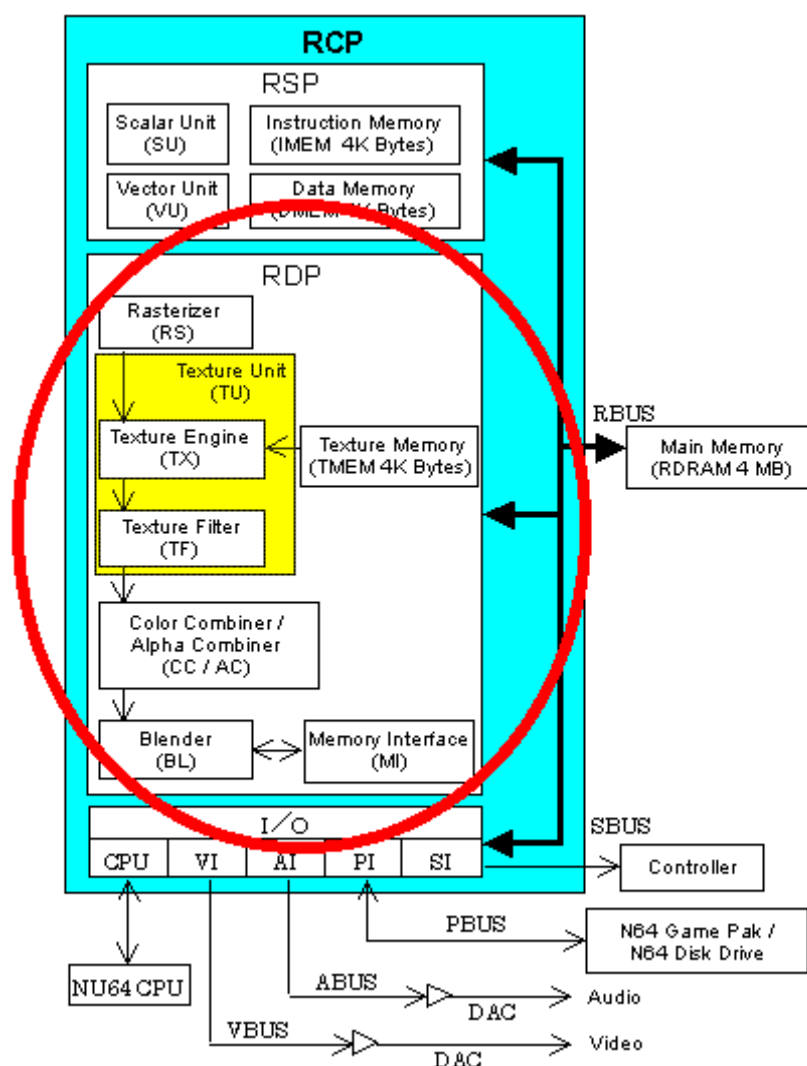 RCP
RSP
Scalar Unit
(SU)
Instruction Memory
(IMEM 4K Bytes)
Vector Unit
(VU)
Data Memory
(DMEM 4K Bytes)
RDP
Rasterizer
(RS)
Texture Unit
(TU)
Texture Engine
(TX)
Texture Memory
(TMEM 4K Bytes)
Texture Filter
(TF)
RBUS
Main Memory
(RDRAM 4 MB)
Color Combiner /
Alpha Combiner
(CC / AC)
Blender
(BL)
Memory Interface
(MI)
I/O
CPU VI AI PI SI
SBUS
Controller
PBUS
N64 Game Pak /
N64 Disk Drive
NU64 CPU
ABUS
DAC
Audio
VBUS
DAC
Video